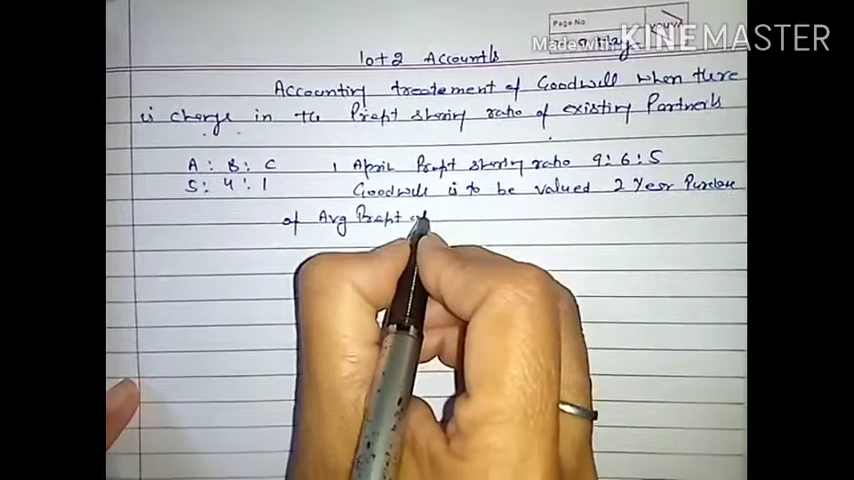 Page No.
Made with KINEMASTER
10+2 Accounts
Accounting treatement of Goodwill when there
is change in the Profit sharing ratio of existing Partner's
A : B : C 1 April Profit sharing ratio 9 : 6 : 5
5 : 4 : 1 Goodwill is to be valued 2 Year Purchase
of Avg Profit